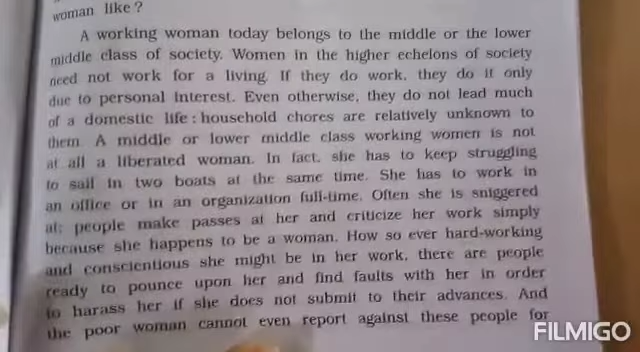 woman like ?
A working woman today belongs to the middle or the lower
middle class of society. Women in the higher echelons of society
need not work for a living. If they do work, they do it only
due to personal interest. Even otherwise, they do not lead much
of a domestic life : household chores are relatively unknown to
them. A middle or lower middle class working women is not
at all a liberated woman. In fact, she has to keep struggling
to sail in two boats at the same time. She has to work in
an office or in an organization full-time. Often she is sniggered
at; people make passes at her and criticize her work simply
because she happens to be a woman. How so ever hard-working
and conscientious she might be in her work, there are people
ready to pounce upon her and find faults with her in order
to harass her if she does not submit to their advances. And
the poor woman cannot even report against these people for
FILMIGO